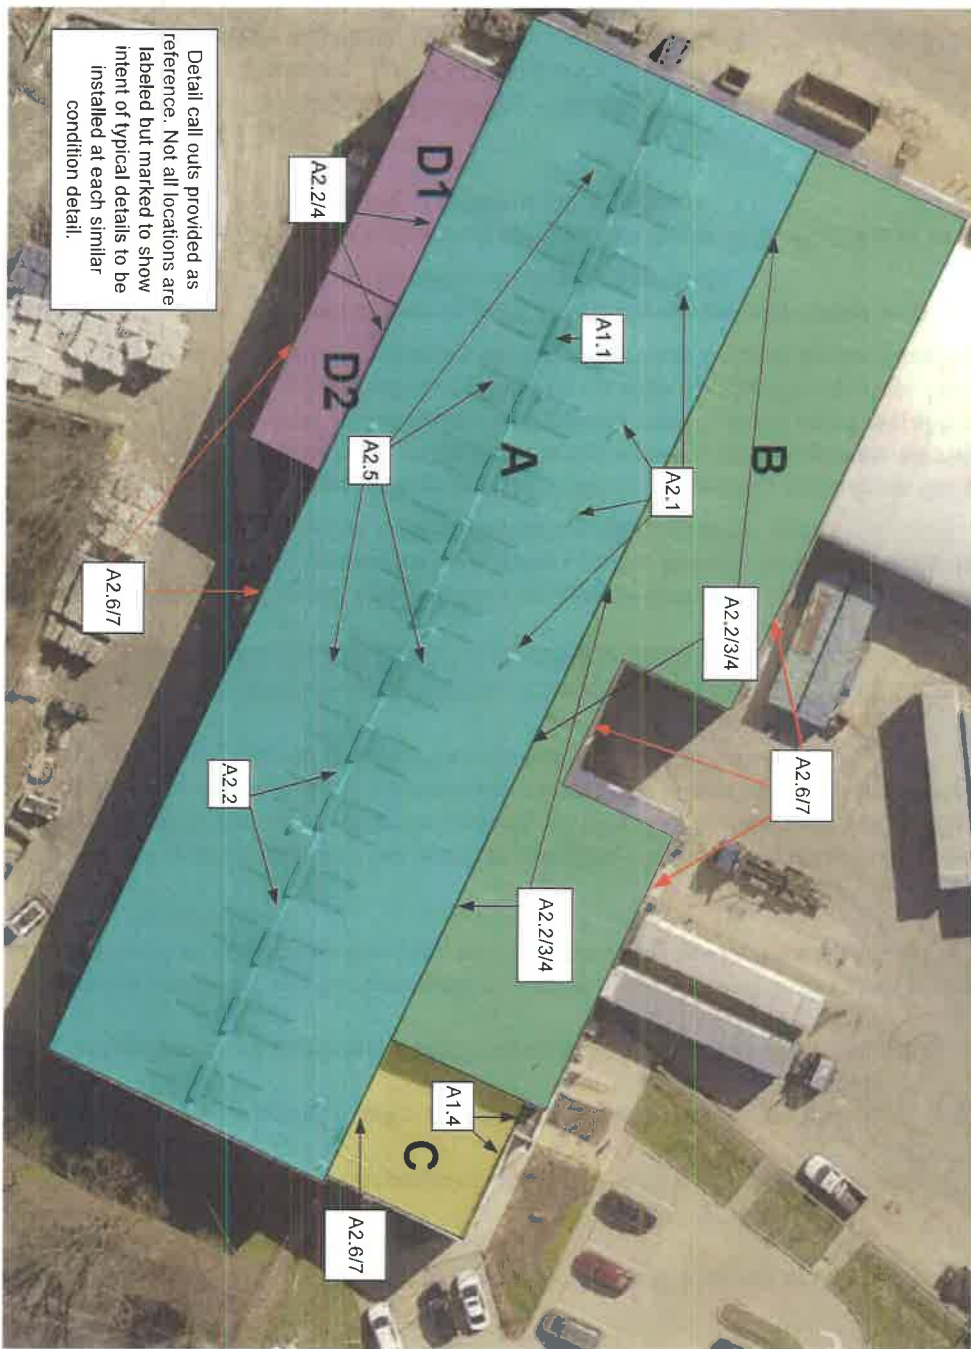 A2.6/7
B
A2.2/3/4
A2.1
A1.1
A2.2/3/4
A
A1.4
D1
C
A2.5
A2.6/7
D2
A2.2/4
A2.2
Detail call outs provided as
reference. Not all locations are
labeled but marked to show
intent of typical details to be
installed at each similar
condition detail.
A2.6/7